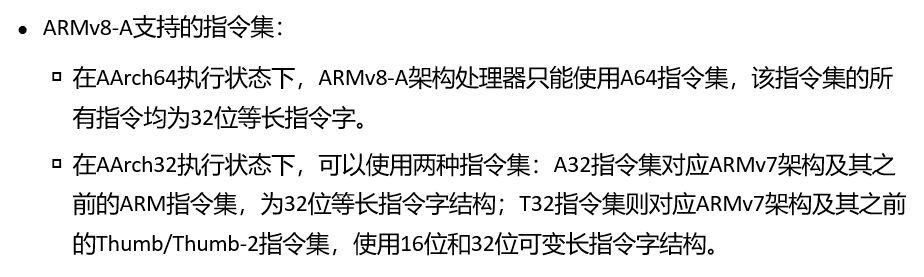 • ARMv8-A支持的指令集：
▫ 在AArch64执行状态下，ARMv8-A架构处理器只能使用A64指令集，该指令集的所
有指令均为32位等长指令字。
▫ 在AArch32执行状态下，可以使用两种指令集：A32指令集对应ARMv7架构及其之
前的ARM指令集，为32位等长指令字结构；T32指令集则对应ARMv7架构及其之前
的Thumb/Thumb-2指令集，使用16位和32位可变长指令字结构。